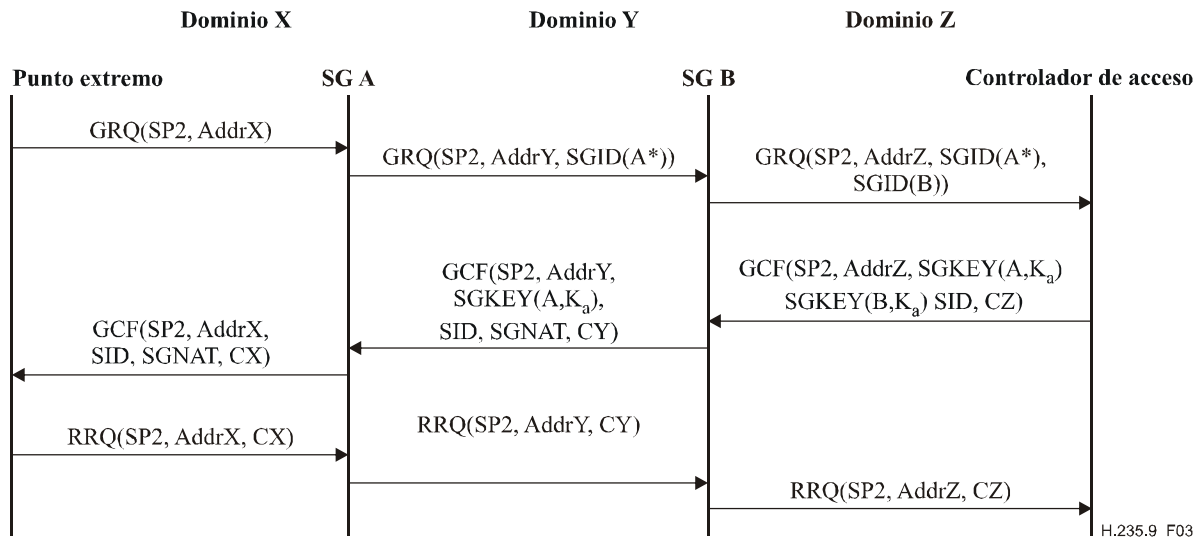 Dominio X
Dominio Y
Dominio Z
Punto extremo
SG A
SG B
Controlador de acceso
GRQ(SP2, AddrX)
GRQ(SP2, AddrY, SGID(A*))
GRQ(SP2, AddrZ, SGID(A*),
SGID(B))
GCF(SP2, AddrZ, SGKEY(A,Ka)
SGKEY(B,Ka) SID, CZ)
GCF(SP2, AddrY,
SGKEY(A,Ka),
SID, SGNAT, CY)
GCF(SP2, AddrX,
SID, SGNAT, CX)
RRQ(SP2, AddrX, CX)
RRQ(SP2, AddrY, CY)
RRQ(SP2, AddrZ, CZ)
H.235.9_F03